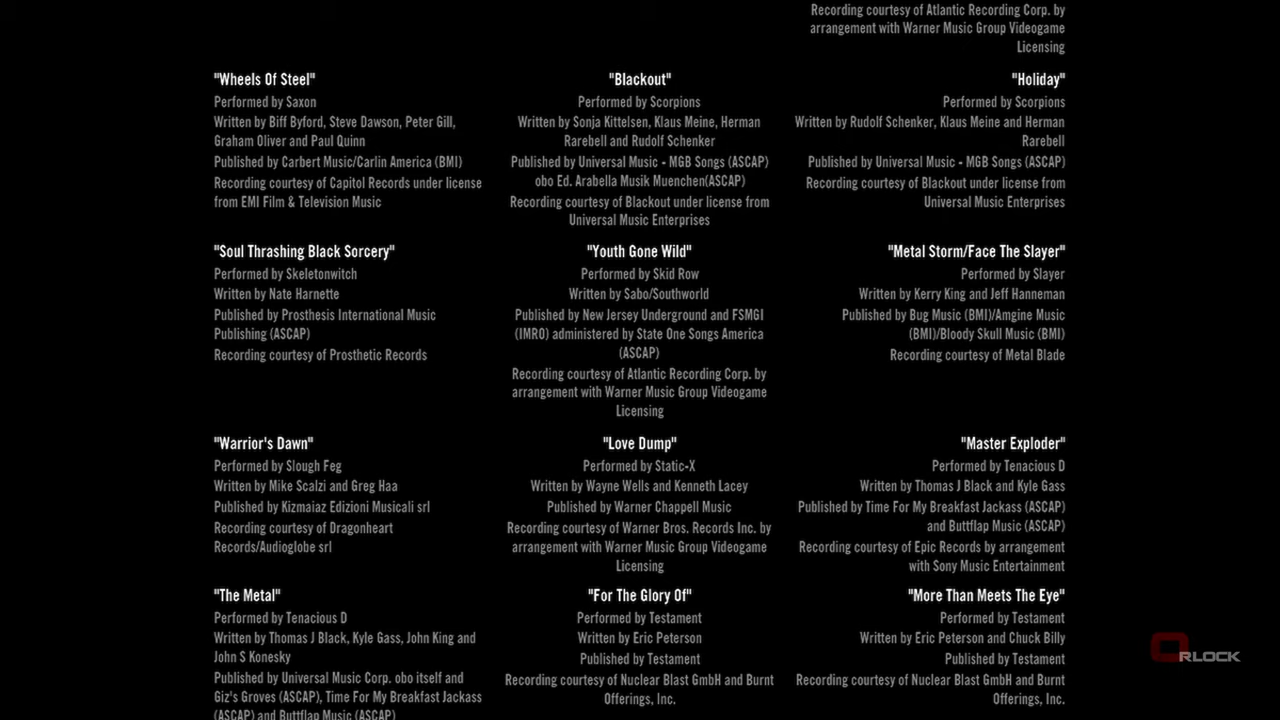 Recording courtesy of Atlantic Recording Corp. by
arrangement with Warner Music Group Videogame
Licensing
"Wheels Of Steel"
Performed by Saxon
Written by Biff Byford, Steve Dawson, Peter Gill,
Graham Oliver and Paul Quinn
Published by Carbert Music/Carlin America (BMI)
Recording courtesy of Capitol Records under license
from EMI Film & Television Music
"Blackout"
Performed by Scorpions
Written by Sonja Kittelsen, Klaus Meine, Herman
Rarebell and Rudolf Schenker
Published by Universal Music - MGB Songs (ASCAP)
obo Ed. Arabella Musik Muenchen(ASCAP)
Recording courtesy of Blackout under license from
Universal Music Enterprises
"Holiday"
Performed by Scorpions
Written by Rudolf Schenker, Klaus Meine and Herman
Rarebell
Published by Universal Music - MGB Songs (ASCAP)
Recording courtesy of Blackout under license from
Universal Music Enterprises
"Soul Thrashing Black Sorcery"
Performed by Skeletonwitch
Written by Nate Harnette
Published by Prosthesis International Music
Publishing (ASCAP)
Recording courtesy of Prosthetic Records
"Youth Gone Wild"
Performed by Skid Row
Written by Sabo/Southworld
Published by New Jersey Underground and FSMGI
(IMRO) administered by State One Songs America
(ASCAP)
Recording courtesy of Atlantic Recording Corp. by
arrangement with Warner Music Group Videogame
Licensing
"Metal Storm/Face The Slayer"
Performed by Slayer
Written by Kerry King and Jeff Hanneman
Published by Bug Music (BMI)/Amgine Music
(BMI)/Bloody Skull Music (BMI)
Recording courtesy of Metal Blade
"Warrior's Dawn"
Performed by Slough Feg
Written by Mike Scalzi and Greg Haa
Published by Kizmaiaz Edizioni Musicali srl
Recording courtesy of Dragonheart
Records/Audioglobe srl
"Love Dump"
Performed by Static-X
Written by Wayne Wells and Kenneth Lacey
Published by Warner Chappell Music
Recording courtesy of Warner Bros. Records Inc. by
arrangement with Warner Music Group Videogame
Licensing
"Master Exploder"
Performed by Tenacious D
Written by Thomas J Black and Kyle Gass
Published by Time For My Breakfast Jackass (ASCAP)
and Buttflap Music (ASCAP)
Recording courtesy of Epic Records by arrangement
with Sony Music Entertainment
"The Metal"
Performed by Tenacious D
Written by Thomas J Black, Kyle Gass, John King and
John S Konesky
Published by Universal Music Corp. obo itself and
Giz's Groves (ASCAP), Time For My Breakfast Jackass
(ASCAP) and Buttflap Music (ASCAP)
"For The Glory Of"
Performed by Testament
Written by Eric Peterson
Published by Testament
Recording courtesy of Nuclear Blast GmbH and Burnt
Offerings, Inc.
"More Than Meets The Eye"
Performed by Testament
Written by Eric Peterson and Chuck Billy
Published by Testament
Recording courtesy of Nuclear Blast GmbH and Burnt
Offerings, Inc.
ORLOCK